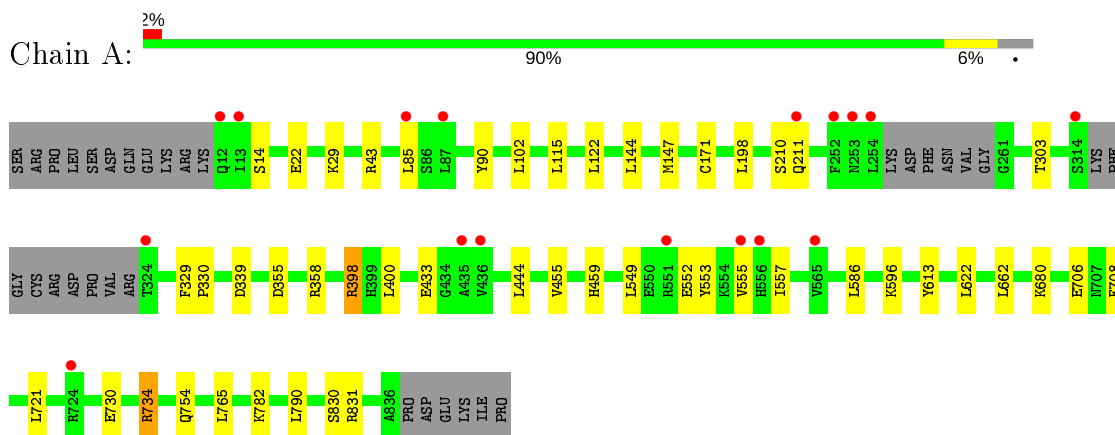 2%
Chain A:
90% 6% •
SER ARG PRO LEU SER ASP GLN GLU LYS ARG LYS Q12 I13 S14 E22 K29 R43 L85 S86 L87 Y90 L102 L115 L122 L144 M147 C171 L198 S210 Q211 F252 N253 L254 LYS ASP PHE ASN VAL GLY G261 T303 S314 LYS PHE
GLY CYS ARG ASP PRO VAL ARG T324 F329 P330 D339 D355 R358 R398 H399 L400 E433 G434 A435 V436 L444 V455 H459 L549 E550 R551 E552 Y553 K554 V555 H556 I557 V565 L586 K596 Y613 L622 L662 K680 E706 N707
L721 R724 E730 R734 Q754 L765 K782 L790 S830 R831 A836 PRO ASP GLU LYS ILE PRO